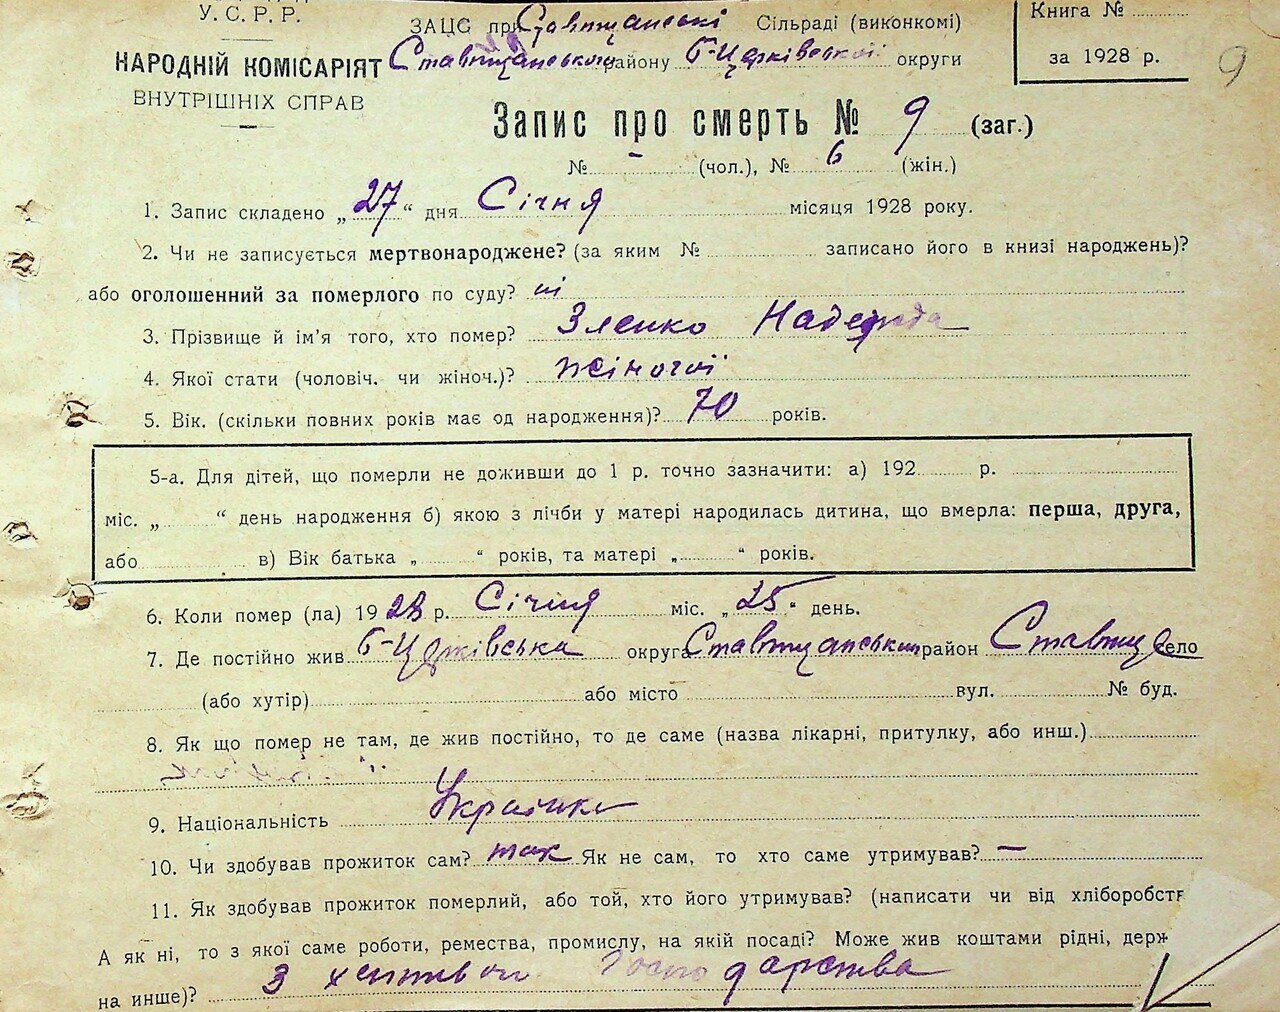 У.С.Р.Р.
НАРОДНІЙ КОМІСАРІЯТ
ВНУТРІШНІХ СПРАВ
ЗАЦС при Ставищанські Сільраді (виконкомі)
Ставищанського району Б-Церківської округи
Книга №
за 1928 р.
9
Запис про смерть № 9 (заг.)
№ - (чол.), № 6 (жін.)
1. Запис складено „27“ дня Січня місяця 1928 року.
2. Чи не записується мертвонароджене? (за яким № записано його в книзі народжень)?
або оголошенний за померлого по суду? ні
3. Прізвище й ім'я того, хто помер? Зленко Надежда
4. Якої стати (чоловіч. чи жіноч.)? жіночої
5. Вік. (скільки повних років має од народження)? 70 років.
5-а. Для дітей, що померли не доживши до 1 р. точно зазначити: а) 192 р.
міс. „ “ день народження б) якою з лічби у матері народилась дитина, що вмерла: перша, друга,
або в) Вік батька „ “ років, та матері „ “ років.
6. Коли помер (ла) 1928 р. Січня міс. „25“ день.
7. Де постійно жив Б-Церківська округа Ставищанський район Ставище село
(або хутір) або місто вул. № буд.
8. Як що помер не там, де жив постійно, то де саме (назва лікарні, притулку, або инш.)
9. Національність Українка
10. Чи здобував прожиток сам? так Як не сам, то хто саме утримував? —
11. Як здобував прожиток померлий, або той, хто його утримував? (написати чи від хліборобств
А як ні, то з якої саме роботи, ремества, промислу, на якій посаді? Може жив коштами рідні, держ
на инше)? З Господарства